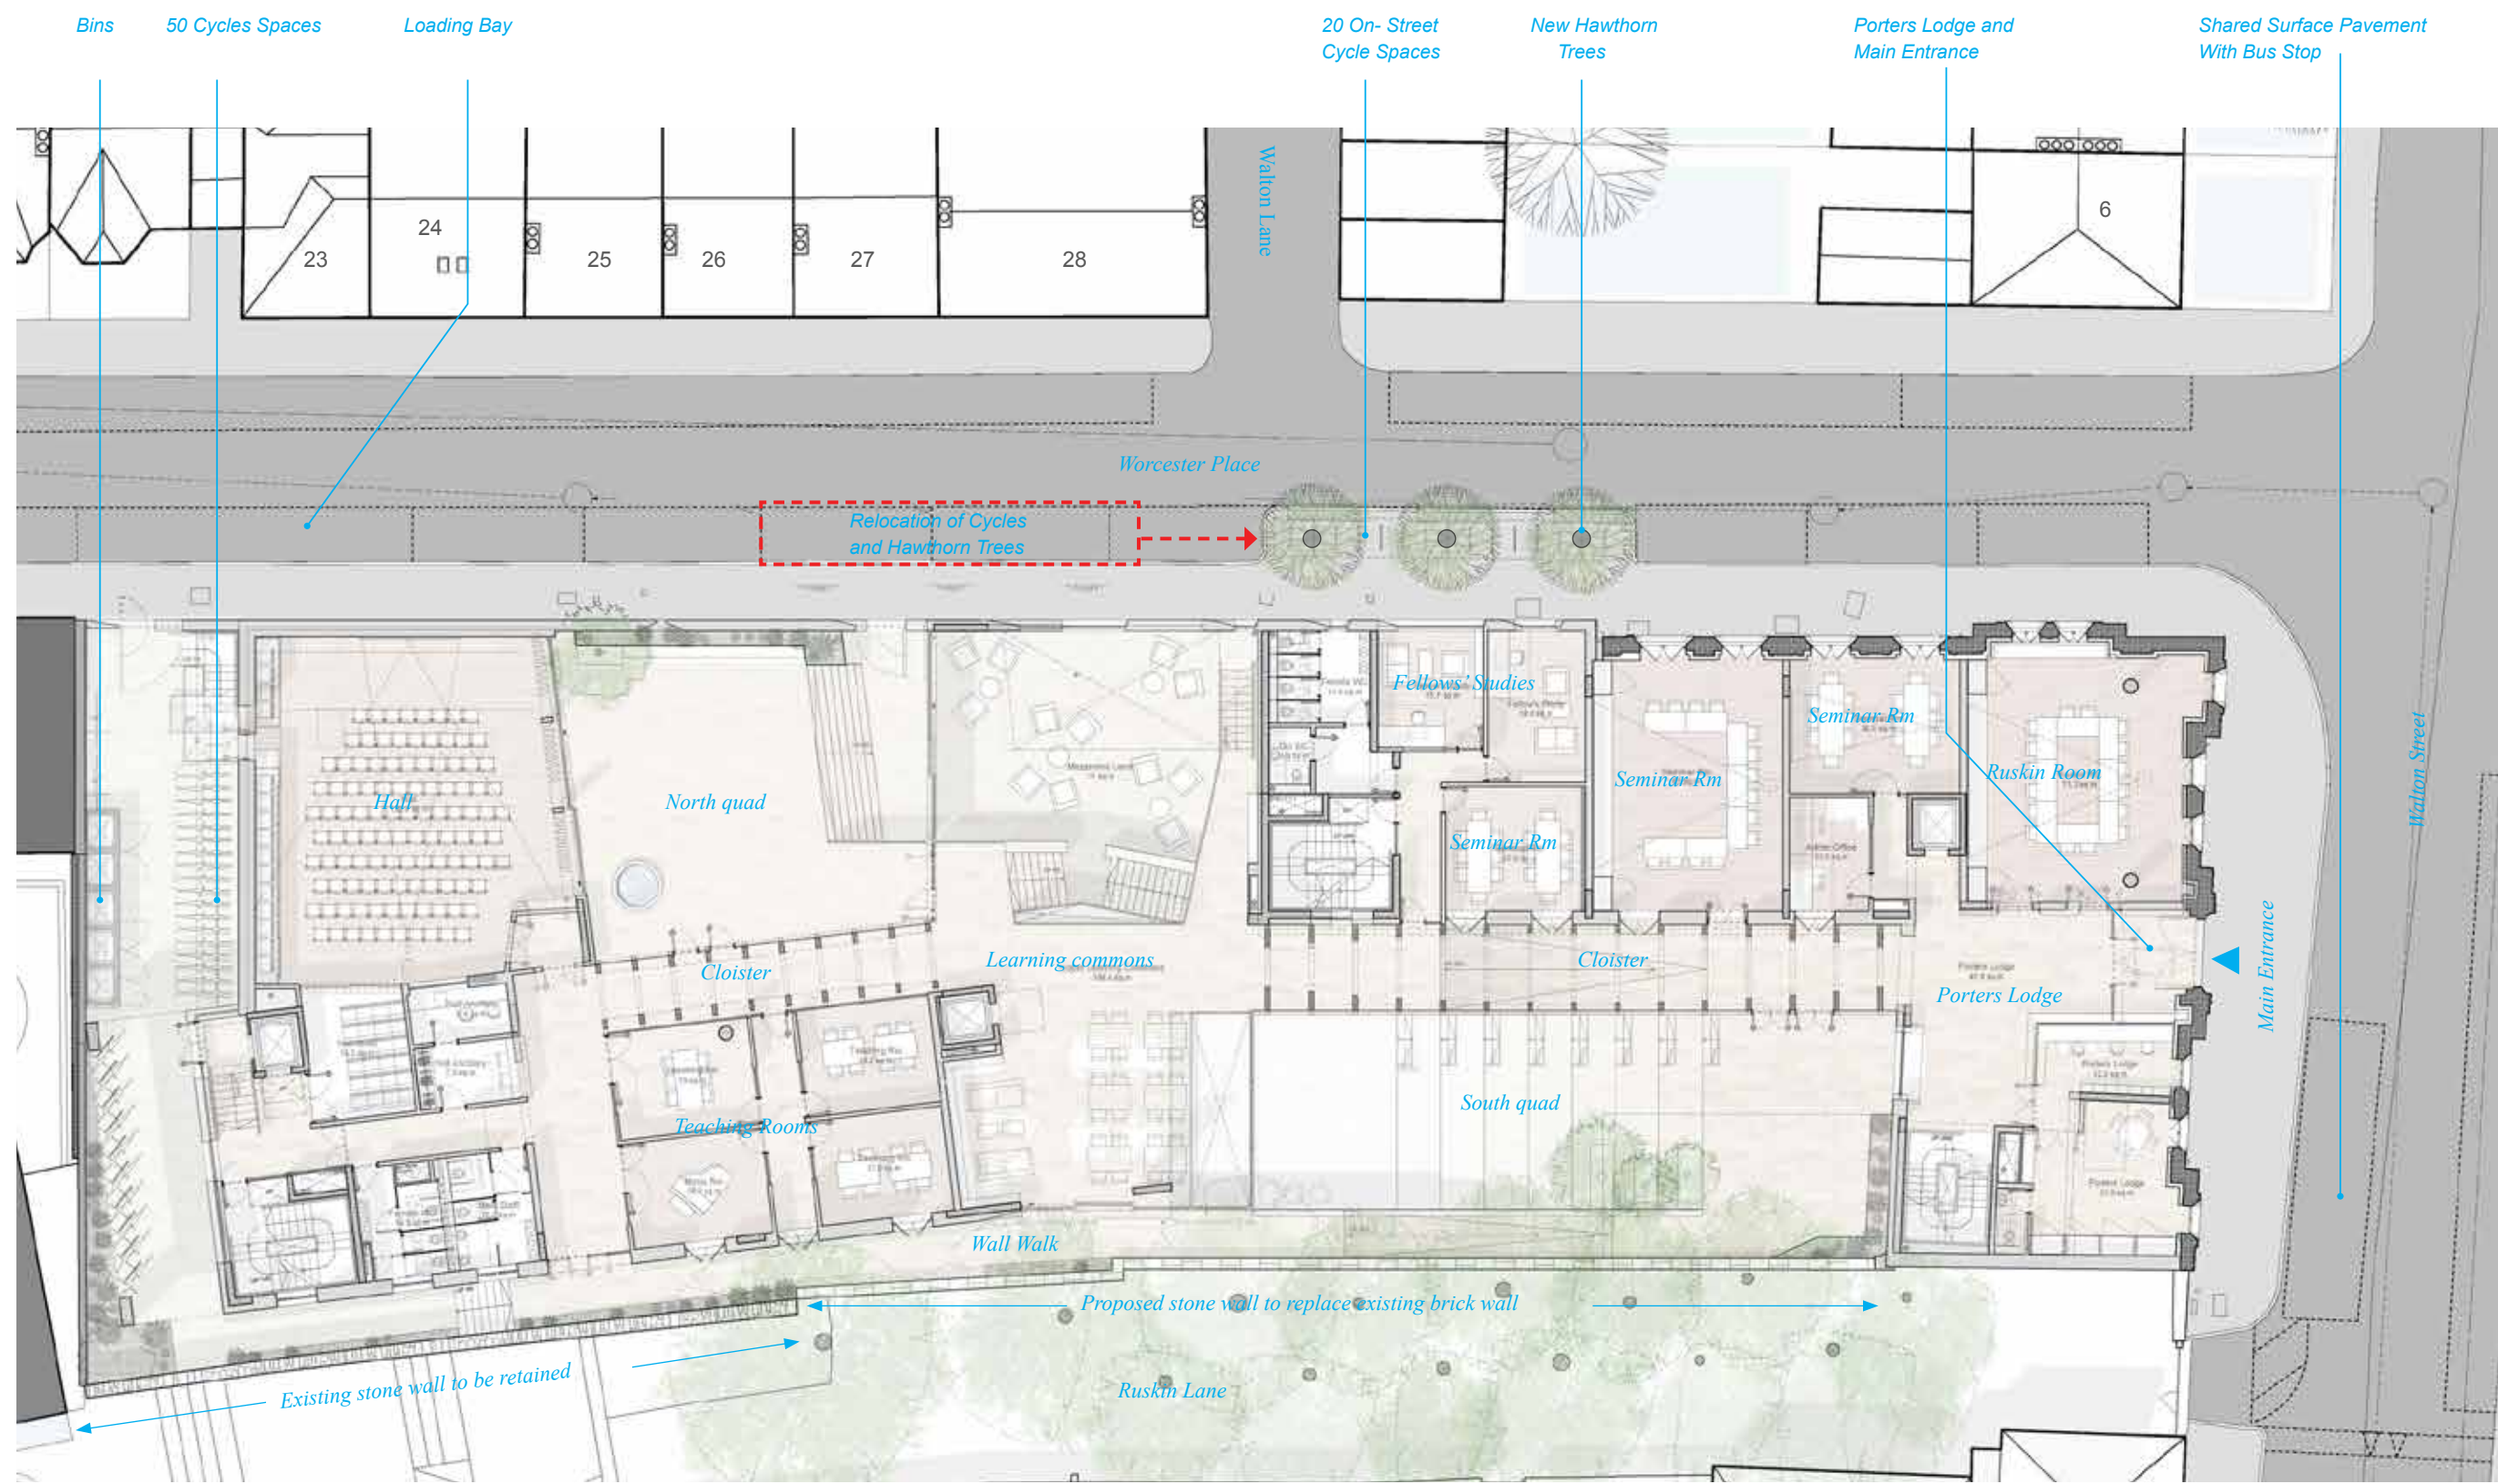 Bins
50 Cycles Spaces
Loading Bay
20 On- Street
Cycle Spaces
New Hawthorn
Trees
Porters Lodge and
Main Entrance
Shared Surface Pavement
With Bus Stop
Walton Lane
23
24
25
26
27
28
6
Worcester Place
Relocation of Cycles
and Hawthorn Trees
Fellows' Studies
Seminar Rm
Seminar Rm
Ruskin Room
Hall
North quad
Seminar Rm
Walton Street
Cloister
Learning commons
Cloister
Porters Lodge
Main Entrance
Teaching Rooms
South quad
Wall Walk
Proposed stone wall to replace existing brick wall
Existing stone wall to be retained
Ruskin Lane